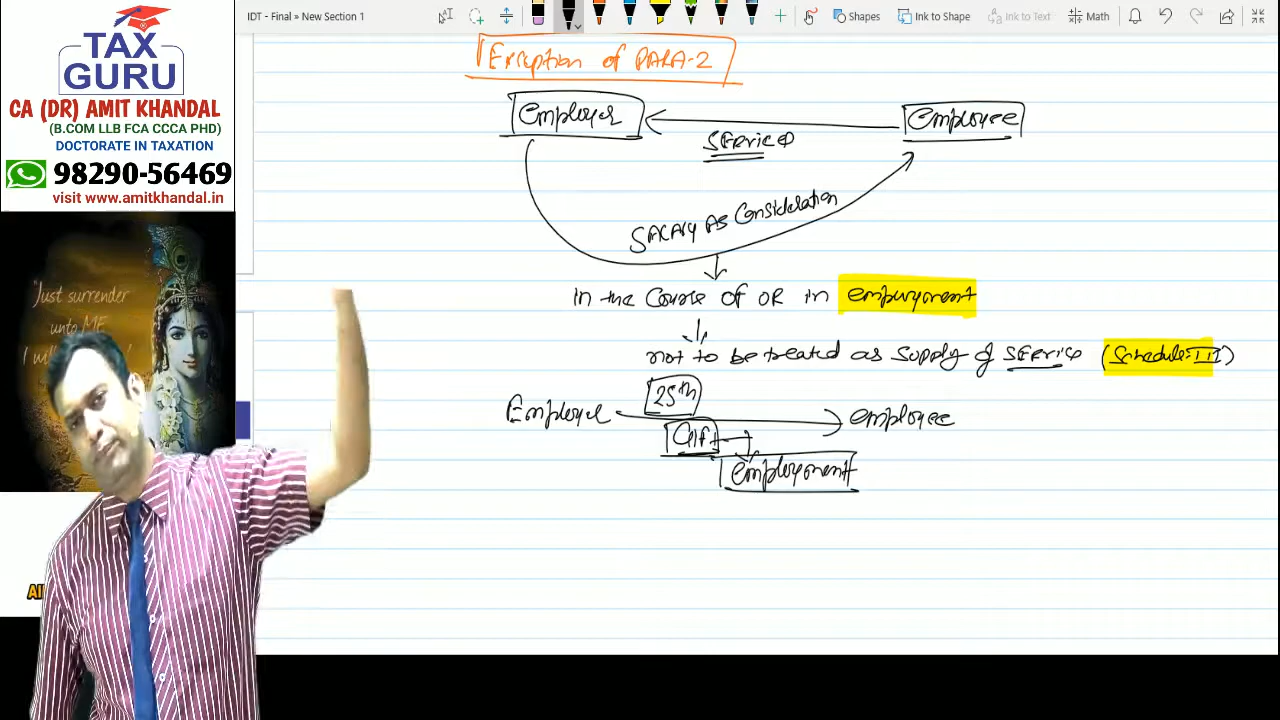 IDT - Final » New Section 1
Shapes
Ink to Shape
Ink to Text
Math
TAX
GURU
CA (DR) AMIT KHANDAL
(B.COM LLB FCA CCCA PHD)
DOCTORATE IN TAXATION
98290-56469
visit www.amitkhandal.in
"Just surrender
unto ME
I will
Exception of PARA-2
Employer
Employee
Service
Salary As Consideration
In the Course of OR in employment
not to be treated as supply of service (Schedule-III)
25th
Employer
employee
Gift
employment